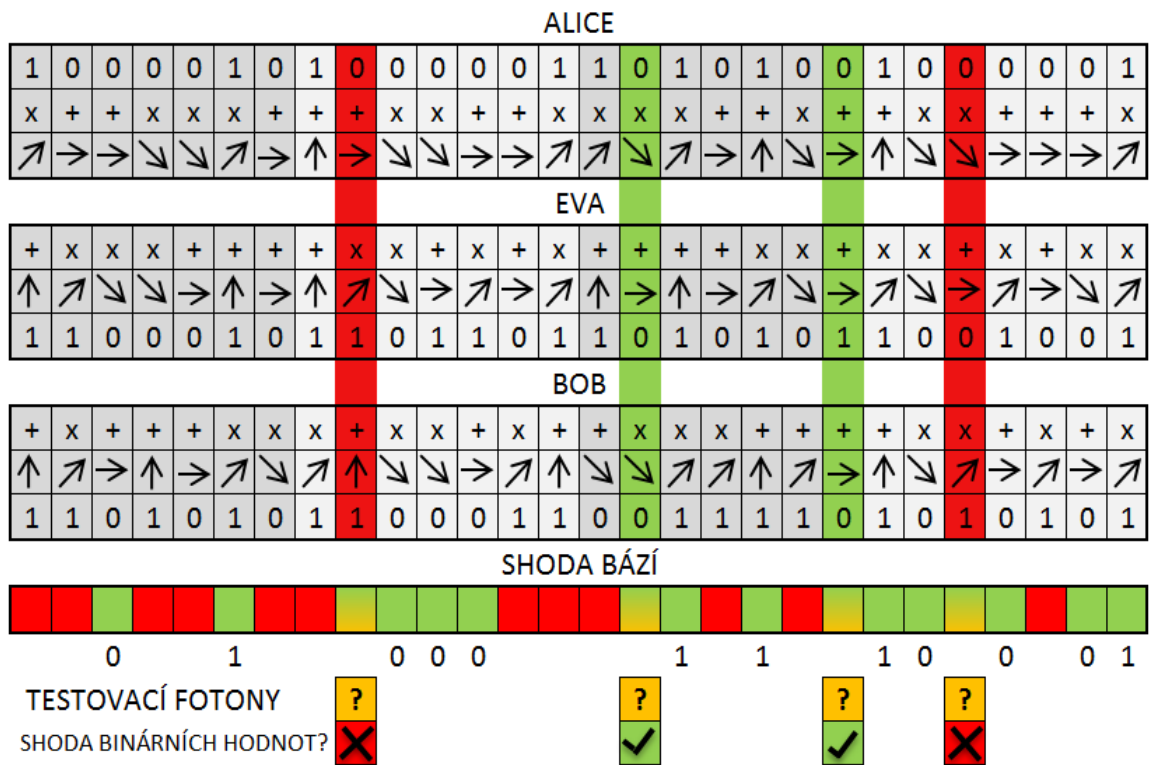 ALICE
1 0 0 0 0 1 0 1 0 0 0 0 0 1 1 0 1 0 1 0 0 1 0 0 0 0 0 1
x + + x x x + + + x x + + x x x x + + x + + x x + + + x
↗ → → ↘ ↘ ↗ → ↑ → ↘ ↘ → → ↗ ↗ ↘ ↗ → ↑ ↘ → ↑ ↘ ↘ → → → ↗
EVA
+ x x x + + + + x x + x + x + + + + x x + x x + x + x x
↑ ↗ ↘ ↘ → ↑ → ↑ ↗ ↘ → ↗ → ↗ ↑ → ↑ → ↗ ↘ → ↗ ↘ → ↗ → ↘ ↗
1 1 0 0 0 1 0 1 1 0 1 1 0 1 1 0 1 0 1 0 1 1 0 0 1 0 0 1
BOB
+ x + + + x x x + x x + x + + x x x + + + + x x + x + x
↑ ↗ → ↑ → ↗ ↘ ↗ ↑ ↘ ↘ → ↗ ↑ ↘ ↘ ↗ ↗ ↑ ↗ → ↑ ↘ ↗ → ↗ → ↗
1 1 0 1 0 1 0 1 1 0 0 0 1 1 0 0 1 1 1 1 0 1 0 1 0 1 0 1
SHODA BÁZÍ
0 1 0 0 0 1 1 1 0 0 0 1
TESTOVACÍ FOTONY ? ? ? ?
SHODA BINÁRNÍCH HODNOT? ✗ ✓ ✓ ✗